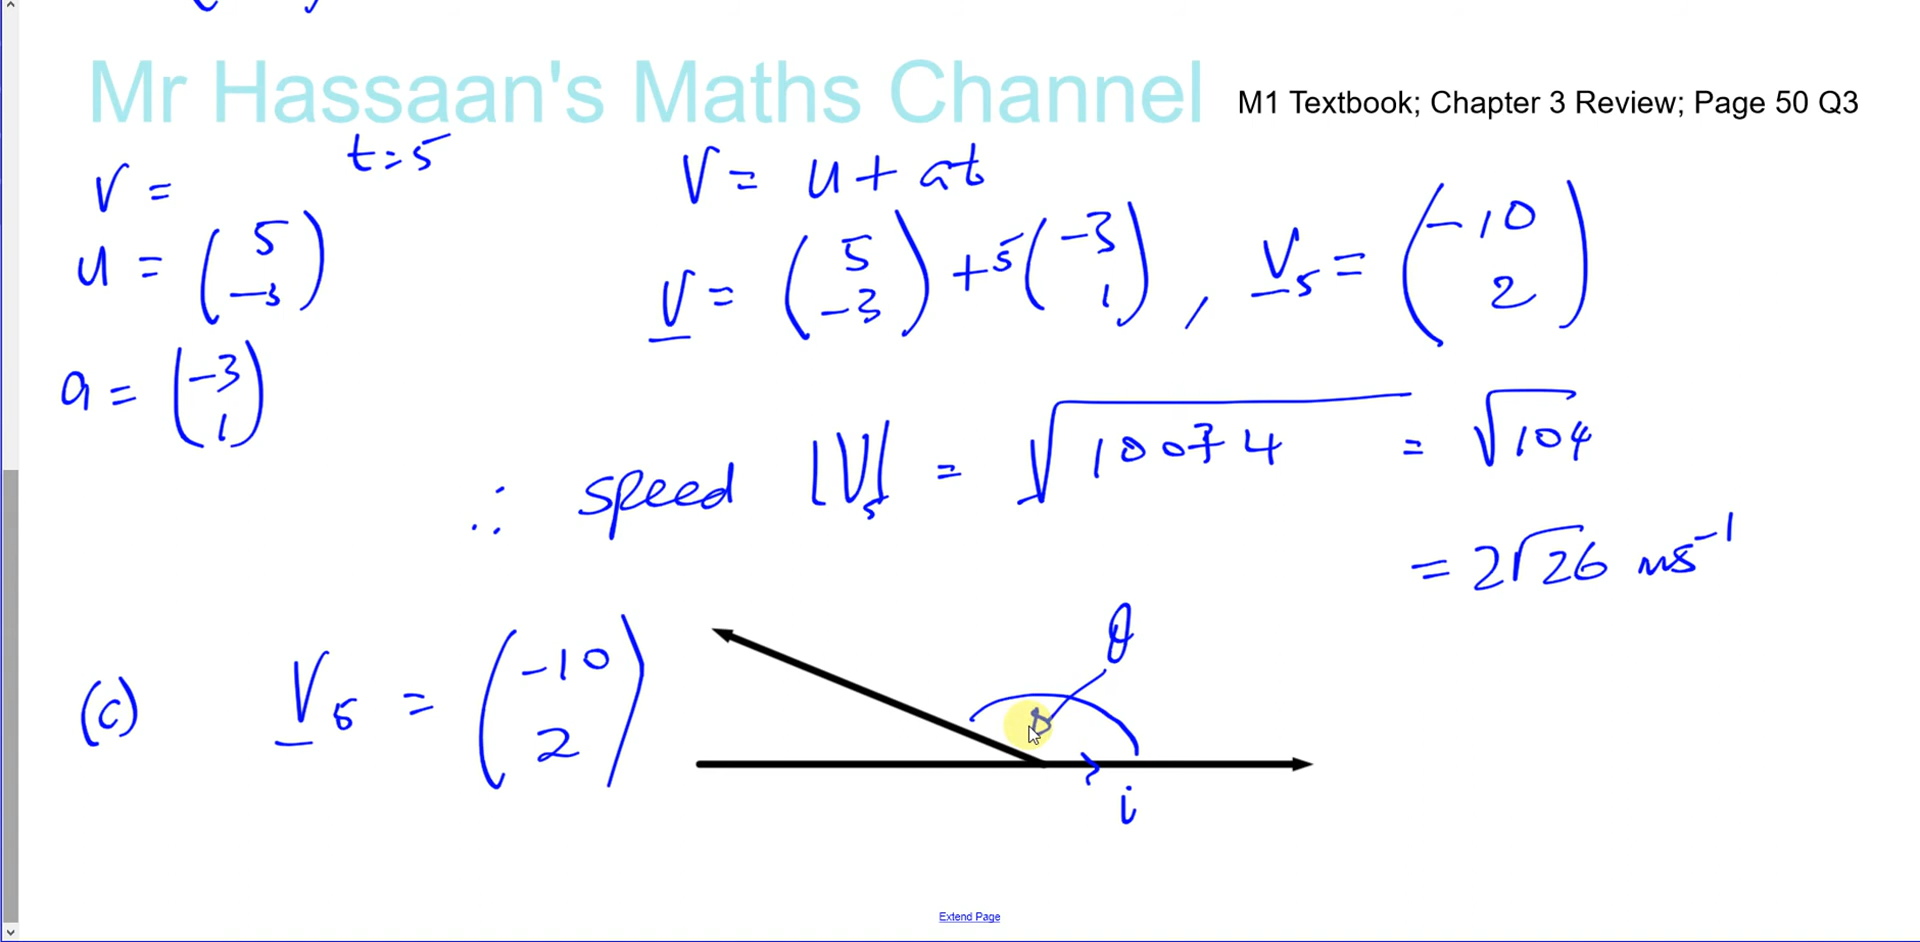 Mr Hassaan's Maths Channel
M1 Textbook; Chapter 3 Review; Page 50 Q3
t=5
V =
V = u + at
u = (5 -3)
V = (5 -3) +5(-3 1), V5 = (-10 2)
a = (-3 1)
∴ speed |V5| = √100+4 = √104
= 2√26 ms⁻¹
θ
(c) V5 = (-10 2)
i
Extend Page